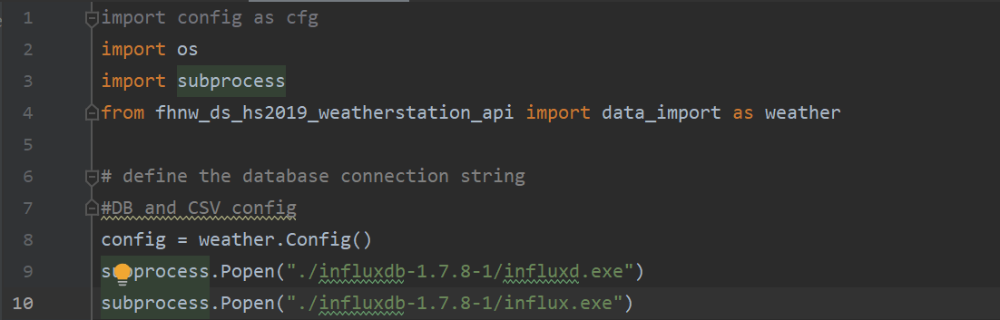 1 import config as cfg
2 import os
3 import subprocess
4 from fhnw_ds_hs2019_weatherstation_api import data_import as weather
5
6 # define the database connection string
7 #DB and CSV config
8 config = weather.Config()
9 subprocess.Popen("./influxdb-1.7.8-1/influxd.exe")
10 subprocess.Popen("./influxdb-1.7.8-1/influx.exe")